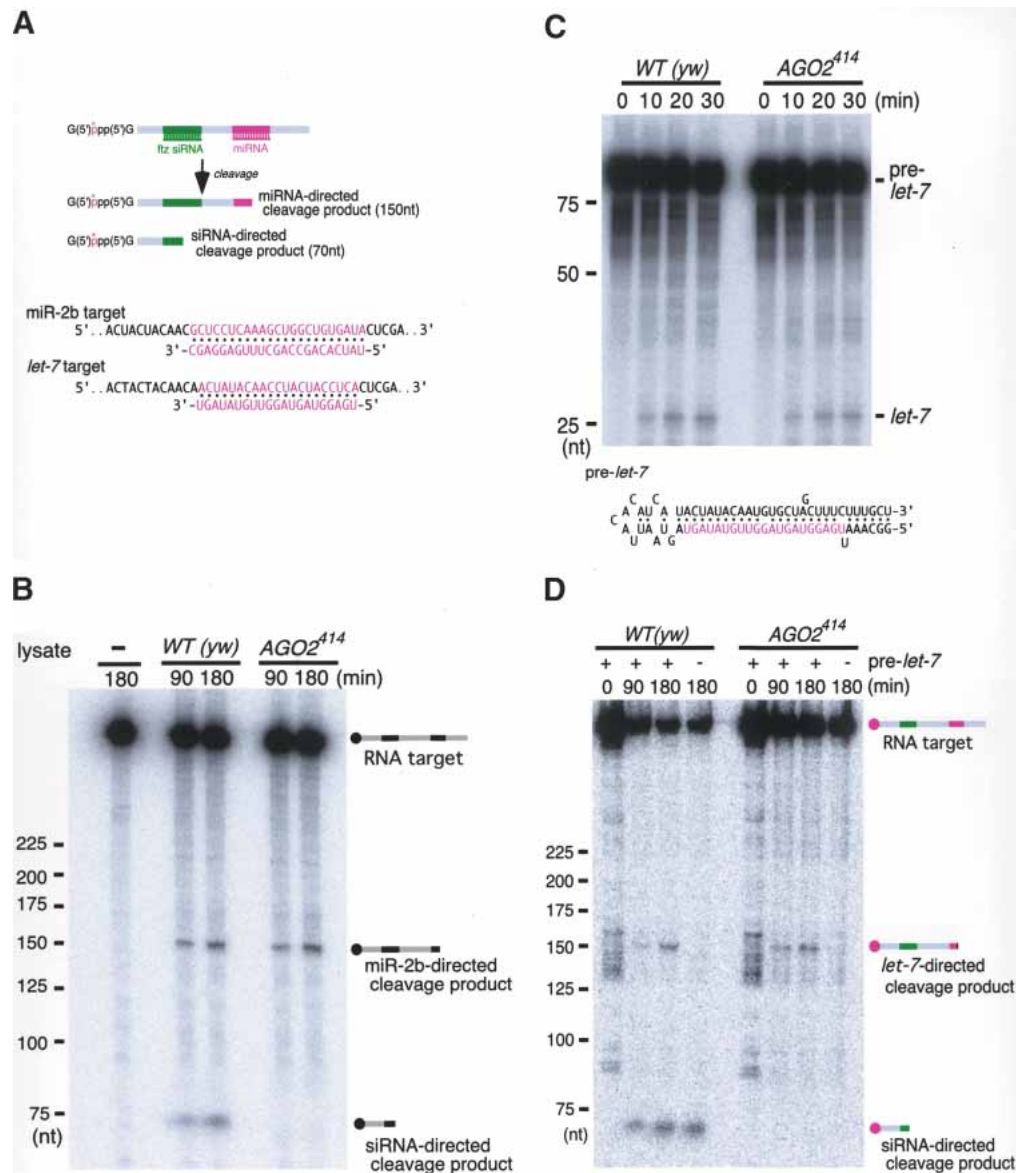 A
G(5')ppp(5')G
ftz siRNA
miRNA
cleavage
G(5')ppp(5')G
miRNA-directed
cleavage product (150nt)
G(5')ppp(5')G
siRNA-directed
cleavage product (70nt)
miR-2b target
5'..ACUACUACAACGCUCCUCAAAGCUGGCUGUGAUACUCGA..3'
3'-CGAGGAGUUUCGACCGACACUAU-5'
let-7 target
5'..ACTACTACAACAACUAUACAACCUACUACCUCACUCGA..3'
3'-UGAUAUGUUGGAUGAUGGAGU-5'
C
WT (yw) AGO2414
0 10 20 30 0 10 20 30 (min)
pre-
let-7
75
50
25
(nt)
let-7
pre-let-7
G
C C
A A U C A UACUAUACAAUGUGCUACUUUCUUUGCU-3'
C
A A U A U UGAUAUGUUGGAUGAUGGAGUAAACGG-5'
U A G U
B
lysate - WT (yw) AGO2414
180 90 180 90 180 (min)
RNA target
225
200
175
150
miR-2b-directed
cleavage product
125
100
75
(nt)
siRNA-directed
cleavage product
D
WT(yw) AGO2414
+ + + - + + + - pre-let-7
0 90 180 180 0 90 180 180 (min)
RNA target
225
200
175
150
let-7-directed
cleavage product
125
100
75
(nt)
siRNA-directed
cleavage product